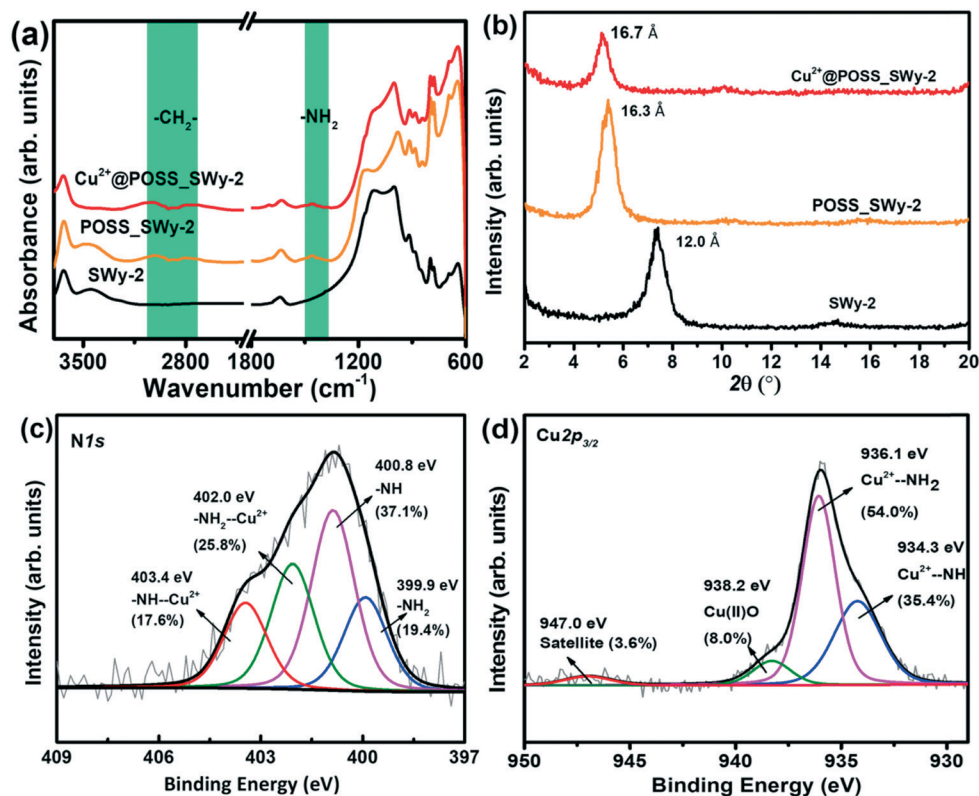 (a)
-CH₂-
-NH₂
Cu²⁺@POSS_SWy-2
POSS_SWy-2
SWy-2
Absorbance (arb. units)
3500 2800 1800 1200 600
Wavenumber (cm⁻¹)
(b)
16.7 Å
Cu²⁺@POSS_SWy-2
16.3 Å
POSS_SWy-2
12.0 Å
SWy-2
Intensity (arb. units)
2 4 6 8 10 12 14 16 18 20
2θ (°)
(c)
N1s
400.8 eV
-NH
(37.1%)
402.0 eV
-NH₂--Cu²⁺
(25.8%)
403.4 eV
-NH--Cu²⁺
(17.6%)
399.9 eV
-NH₂
(19.4%)
Intensity (arb. units)
409 406 403 400 397
Binding Energy (eV)
(d)
Cu2p₃/₂
936.1 eV
Cu²⁺--NH₂
(54.0%)
934.3 eV
Cu²⁺--NH
(35.4%)
938.2 eV
Cu(II)O
(8.0%)
947.0 eV
Satellite (3.6%)
Intensity (arb. units)
950 945 940 935 930
Binding Energy (eV)